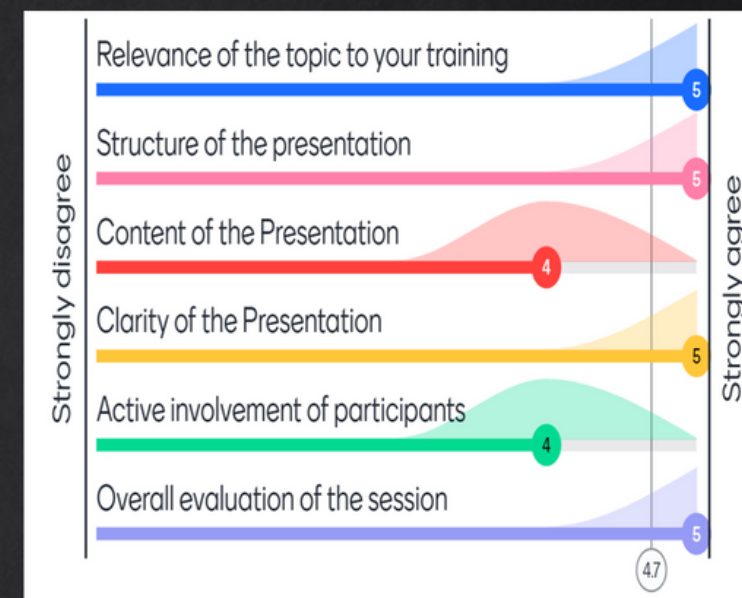 Strongly disagree
Relevance of the topic to your training
5
Structure of the presentation
5
Content of the Presentation
4
Clarity of the Presentation
5
Active involvement of participants
4
Overall evaluation of the session
5
4.7
Strongly agree